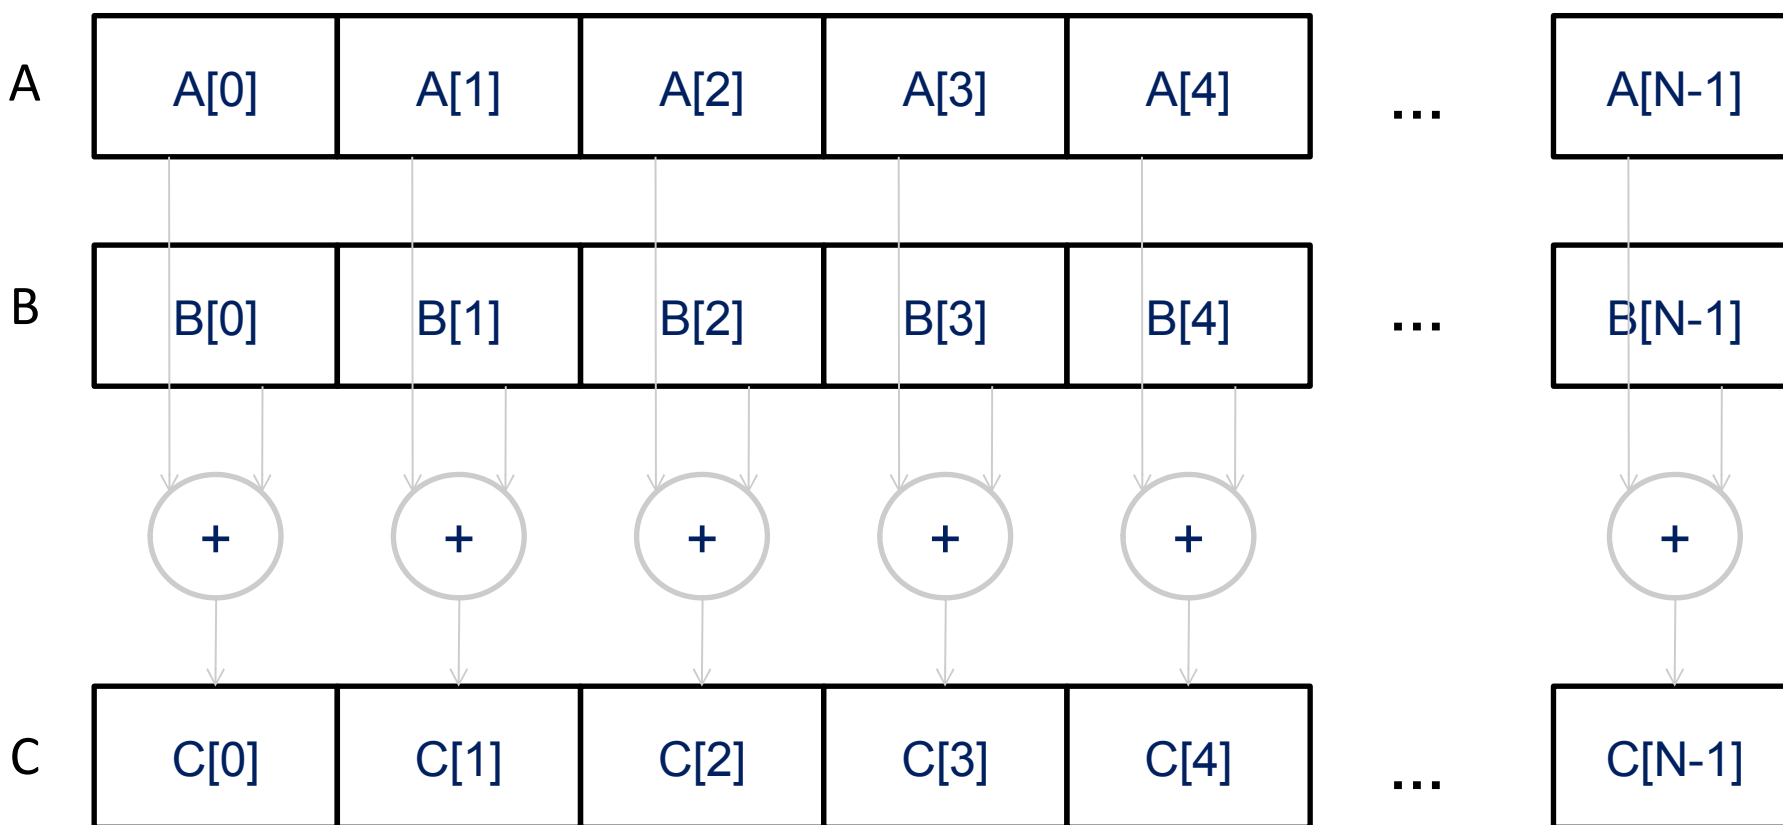 A A[0] A[1] A[2] A[3] A[4] ... A[N-1]
B B[0] B[1] B[2] B[3] B[4] ... B[N-1]
+ + + + + +
C C[0] C[1] C[2] C[3] C[4] ... C[N-1]